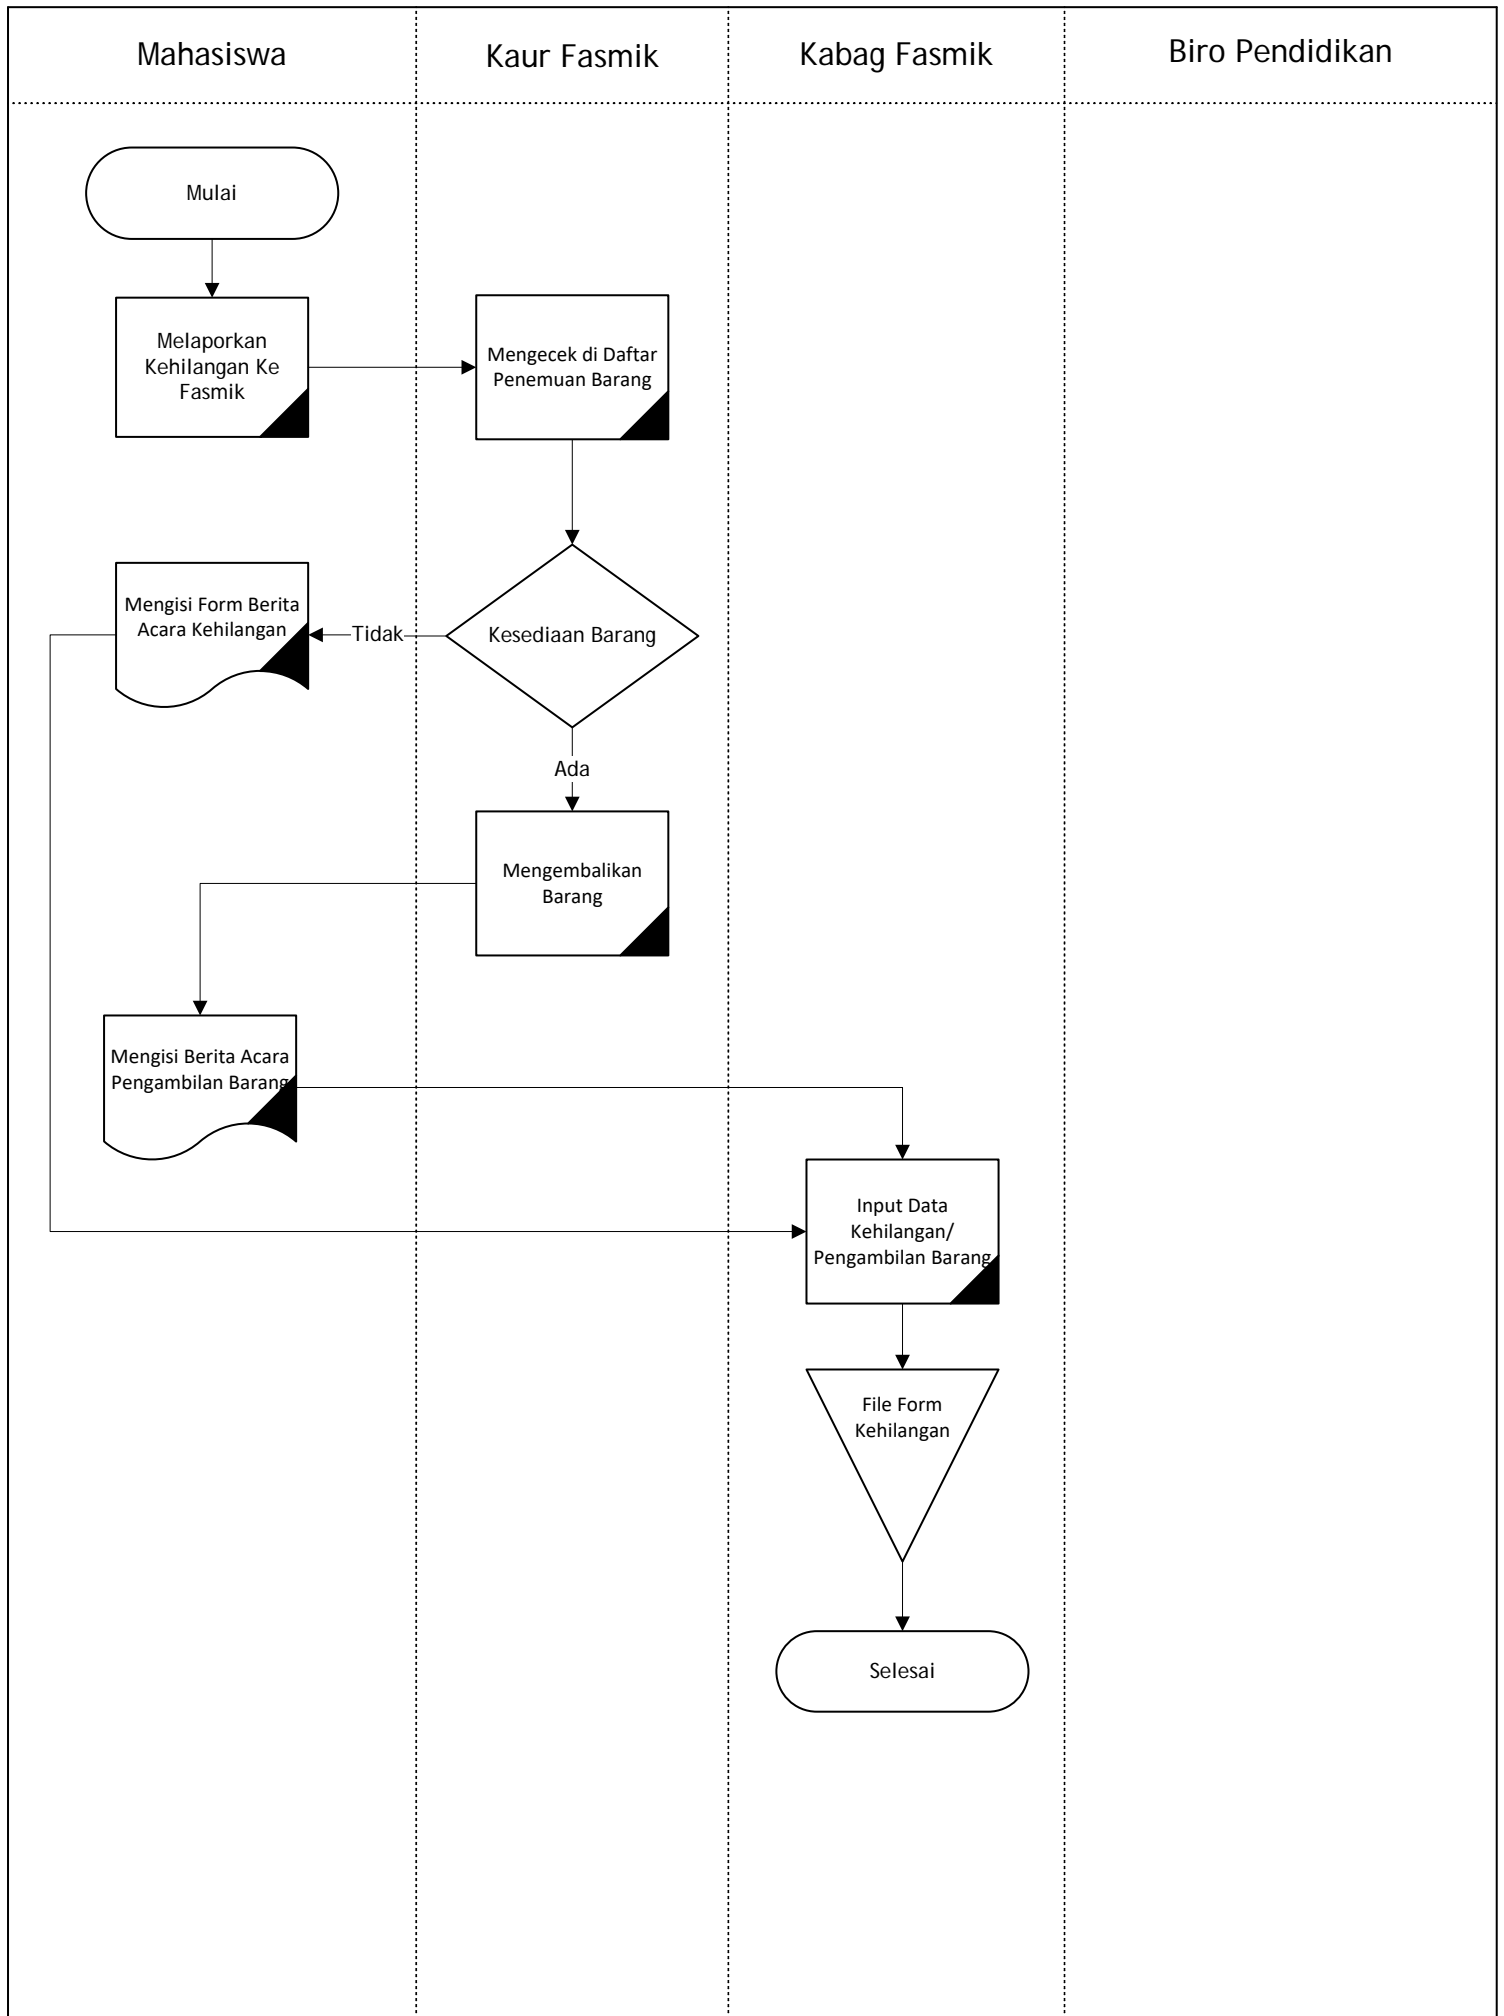 Mahasiswa
Kaur Fasmik
Kabag Fasmik
Biro Pendidikan
Mulai
Melaporkan
Kehilangan Ke
Fasmik
Mengecek di Daftar
Penemuan Barang
Mengisi Form Berita
Acara Kehilangan
Tidak
Kesediaan Barang
Ada
Mengembalikan
Barang
Mengisi Berita Acara
Pengambilan Barang
Input Data
Kehilangan/
Pengambilan Barang
File Form
Kehilangan
Selesai